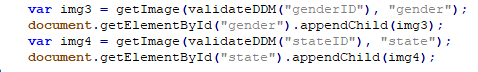 var img3 = getImage(validateDDM("genderID"), "gender");
document.getElementById("gender").appendChild(img3);
var img4 = getImage(validateDDM("stateID"), "state");
document.getElementById("state").appendChild(img4);